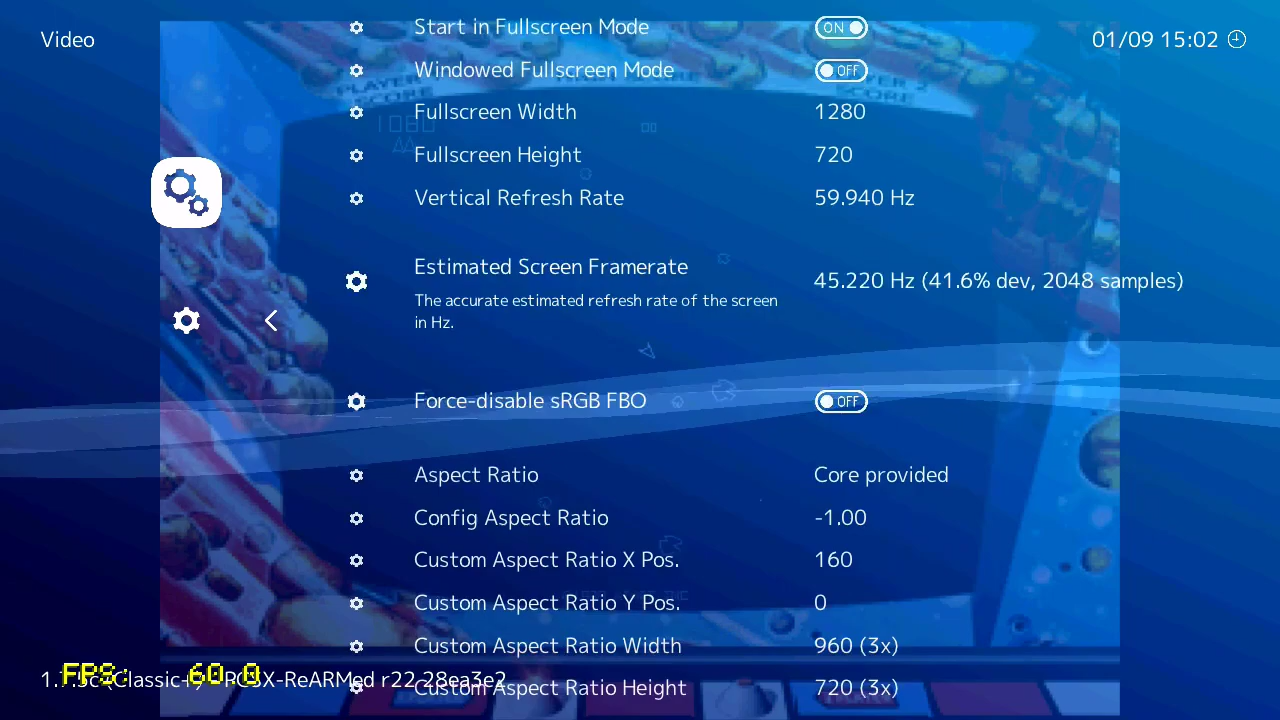 Start in Fullscreen Mode ON
Video
01/09 15:02
Windowed Fullscreen Mode OFF
Fullscreen Width 1280
Fullscreen Height 720
Vertical Refresh Rate 59.940 Hz
Estimated Screen Framerate 45.220 Hz (41.6% dev, 2048 samples)
The accurate estimated refresh rate of the screen
in Hz.
Force-disable sRGB FBO OFF
Aspect Ratio Core provided
Config Aspect Ratio -1.00
Custom Aspect Ratio X Pos. 160
Custom Aspect Ratio Y Pos. 0
Custom Aspect Ratio Width 960 (3x)
FPS: 60.0
r22 28ea3e2
Custom Aspect Ratio Height 720 (3x)